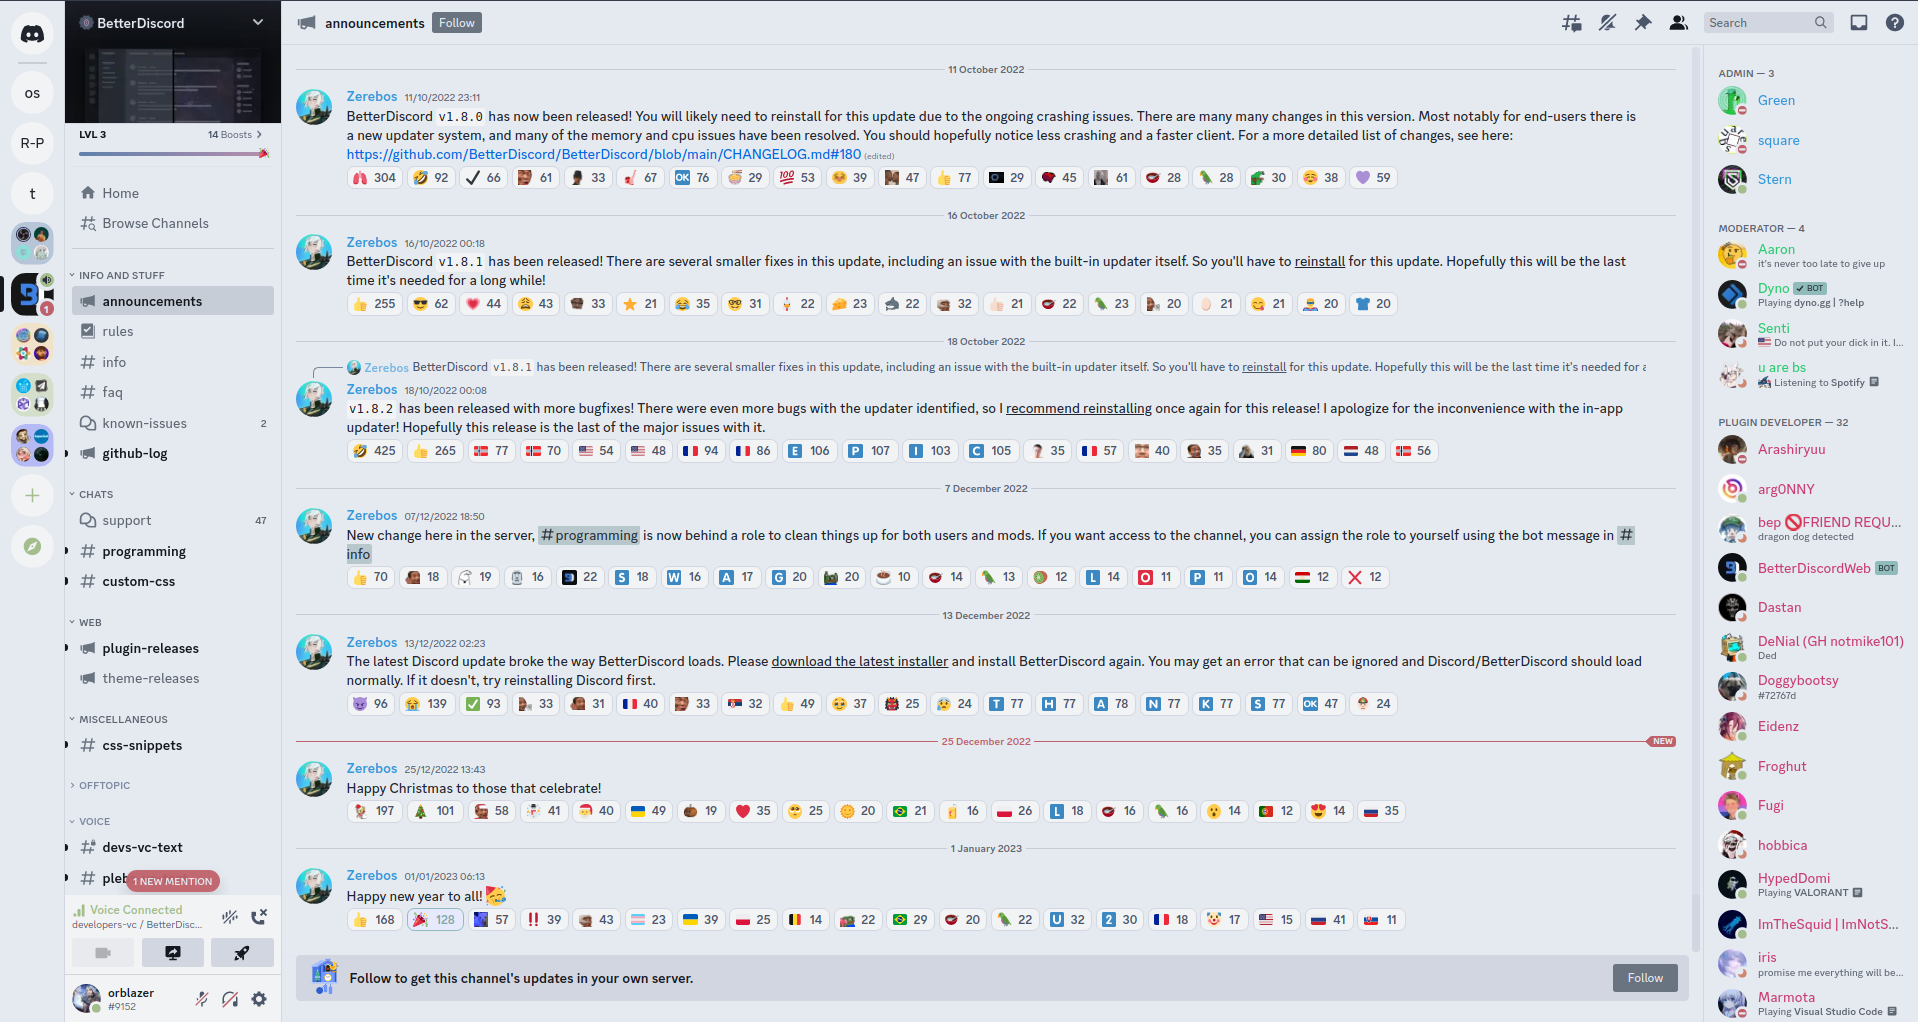 BetterDiscord
LVL 3
14 Boosts
Home
Browse Channels
INFO AND STUFF
announcements
rules
info
faq
known-issues
2
github-log
CHATS
support
47
programming
custom-css
WEB
plugin-releases
theme-releases
MISCELLANEOUS
css-snippets
OFFTOPIC
VOICE
devs-vc-text
pleb
1 NEW MENTION
Voice Connected
developers-vc / BetterDisc...
orblazer
#9152
os
R-P
t
1
announcements
Follow
Search
11 October 2022
Zerebos 11/10/2022 23:11
BetterDiscord v1.8.0 has now been released! You will likely need to reinstall for this update due to the ongoing crashing issues. There are many many changes in this version. Most notably for end-users there is
a new updater system, and many of the memory and cpu issues have been resolved. You should hopefully notice less crashing and a faster client. For a more detailed list of changes, see here:
https://github.com/BetterDiscord/BetterDiscord/blob/main/CHANGELOG.md#180 (edited)
304 92 66 61 33 67 OK 76 29 100 53 39 47 77 29 45 61 28 28 30 38 59
16 October 2022
Zerebos 16/10/2022 00:18
BetterDiscord v1.8.1 has been released! There are several smaller fixes in this update, including an issue with the built-in updater itself. So you'll have to reinstall for this update. Hopefully this will be the last
time it's needed for a long while!
255 62 44 43 33 21 35 31 22 23 22 32 21 22 23 20 21 21 20 20
18 October 2022
Zerebos BetterDiscord v1.8.1 has been released! There are several smaller fixes in this update, including an issue with the built-in updater itself. So you'll have to reinstall for this update. Hopefully this will be the last time it's needed for a
Zerebos 18/10/2022 00:08
v1.8.2 has been released with more bugfixes! There were even more bugs with the updater identified, so I recommend reinstalling once again for this release! I apologize for the inconvenience with the in-app
updater! Hopefully this release is the last of the major issues with it.
425 265 77 70 54 48 94 86 E 106 P 107 I 103 C 105 35 57 40 35 31 80 48 56
7 December 2022
Zerebos 07/12/2022 18:50
New change here in the server, #programming is now behind a role to clean things up for both users and mods. If you want access to the channel, you can assign the role to yourself using the bot message in #
info
70 18 19 16 22 S 18 W 16 A 17 G 20 20 10 14 13 12 L 14 O 11 P 11 O 14 12 12
13 December 2022
Zerebos 13/12/2022 02:23
The latest Discord update broke the way BetterDiscord loads. Please download the latest installer and install BetterDiscord again. You may get an error that can be ignored and Discord/BetterDiscord should load
normally. If it doesn't, try reinstalling Discord first.
96 139 93 33 31 40 33 32 49 37 25 24 T 77 H 77 A 78 N 77 K 77 S 77 OK 47 24
25 December 2022
NEW
Zerebos 25/12/2022 13:43
Happy Christmas to those that celebrate!
197 101 58 41 40 49 19 35 25 20 21 16 26 L 18 16 16 14 12 14 35
1 January 2023
Zerebos 01/01/2023 06:13
Happy new year to all!
168 128 57 39 43 23 39 25 14 22 29 20 22 U 32 2 30 18 17 15 41 11
Follow to get this channel's updates in your own server.
Follow
ADMIN — 3
Green
square
Stern
MODERATOR — 4
Aaron
it's never too late to give up
Dyno BOT
Playing dyno.gg | ?help
Senti
Do not put your dick in it. I...
u are bs
Listening to Spotify
PLUGIN DEVELOPER — 32
Arashiryuu
arg0NNY
bep FRIEND REQU...
dragon dog detected
BetterDiscordWeb BOT
Dastan
DeNial (GH notmike101)
Ded
Doggybootsy
#72767d
Eidenz
Froghut
Fugi
hobbica
HypedDomi
Playing VALORANT
ImTheSquid | ImNotS...
iris
promise me everything will be...
Marmota
Playing Visual Studio Code